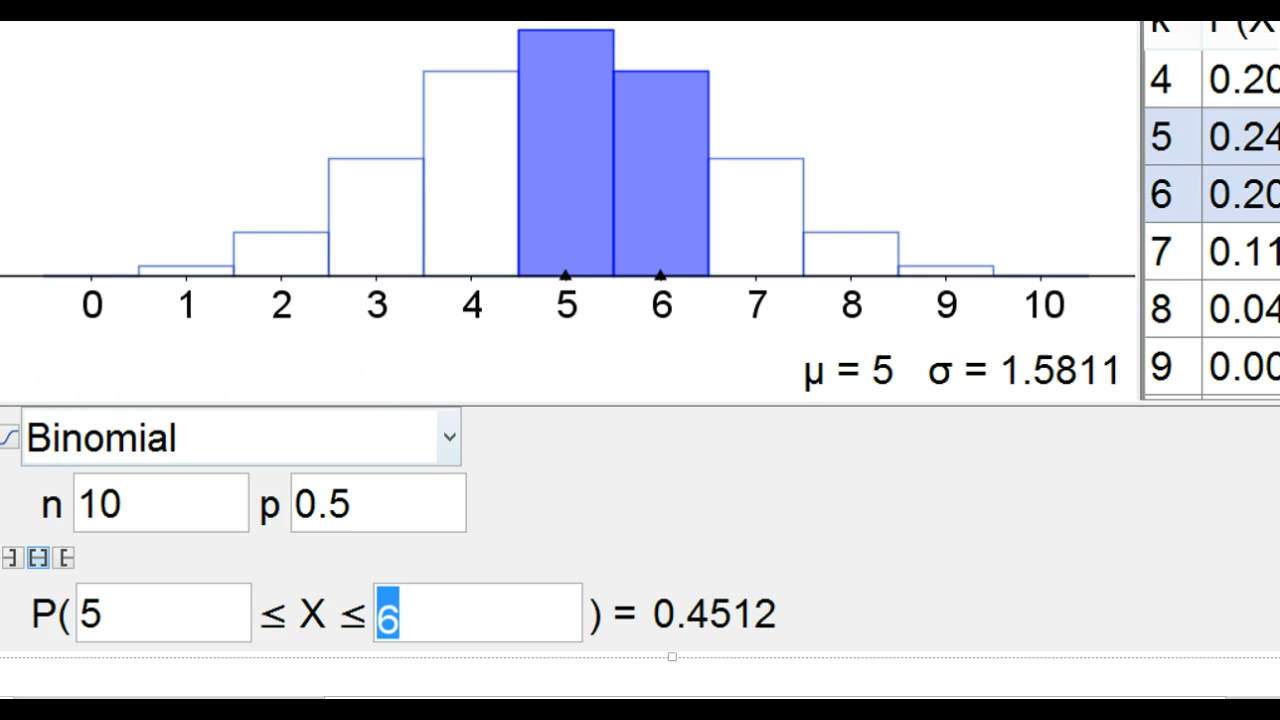 4 0.20
5 0.24
6 0.20
7 0.11
8 0.04
9 0.00
0 1 2 3 4 5 6 7 8 9 10
μ = 5 σ = 1.5811
Binomial
n 10 p 0.5
P( 5 ≤ X ≤ 6 ) = 0.4512